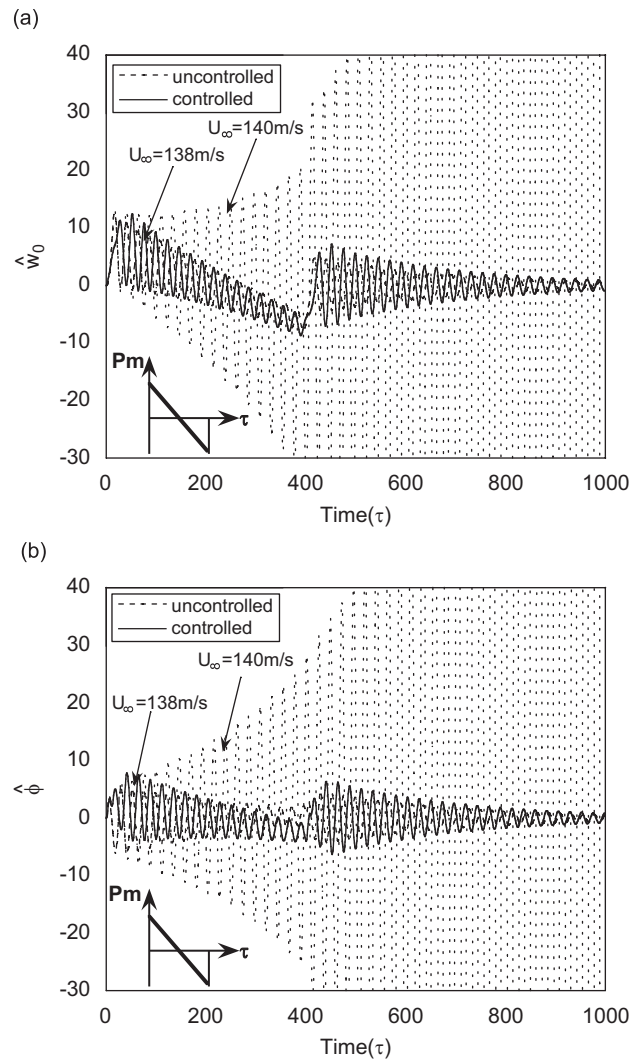 (a)
40
30
20
10
0
-10
-20
-30
ŵ₀
uncontrolled
controlled
U∞=140m/s
U∞=138m/s
Pm
τ
0 200 400 600 800 1000
Time(τ)
(b)
40
30
20
10
0
-10
-20
-30
ϕ̂
uncontrolled
controlled
U∞=140m/s
U∞=138m/s
Pm
τ
0 200 400 600 800 1000
Time(τ)